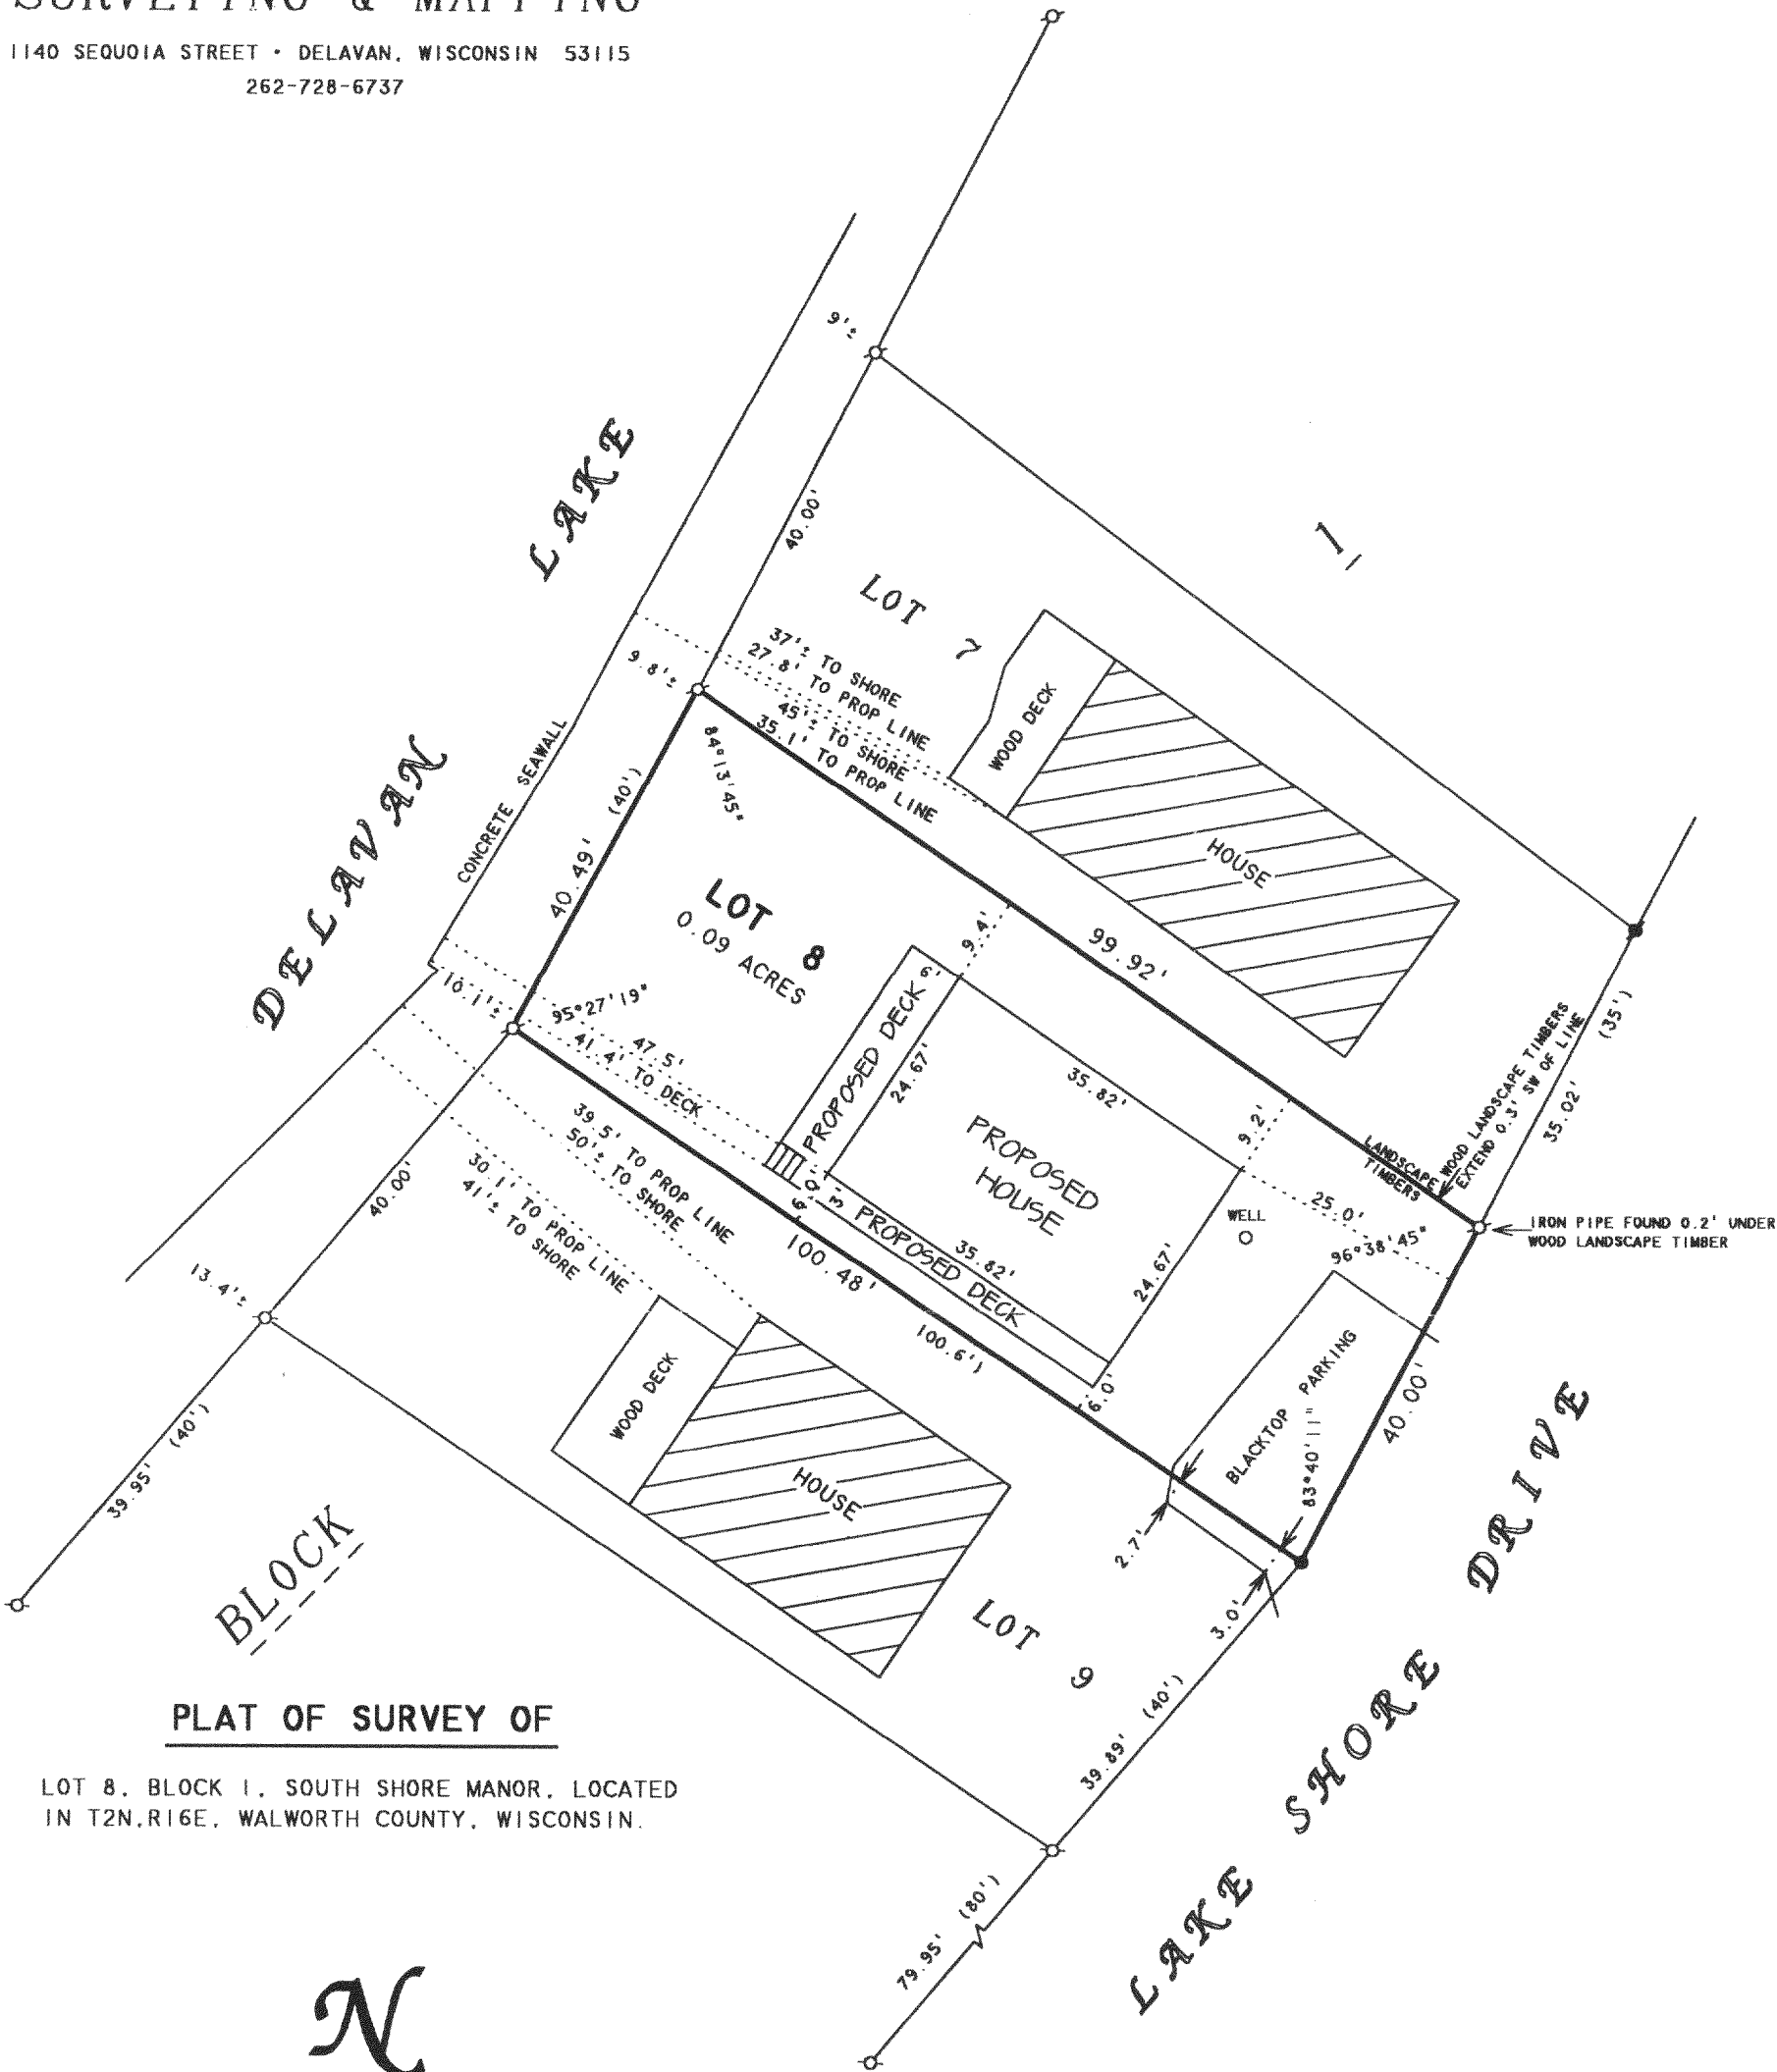 SURVEYING & MAPPING
1140 SEQUOIA STREET • DELAVAN, WISCONSIN 53115
262-728-6737
9'±
DELAVAN LAKE
40.00'
1
LOT 7
37'± TO SHORE
27.8' TO PROP LINE
45'± TO SHORE
35.1' TO PROP LINE
WOOD DECK
HOUSE
9.8'±
CONCRETE SEAWALL
84°13'45"
40.49' (40')
LOT 8
0.09 ACRES
9.4'
99.92'
6'
PROPOSED DECK
24.67'
35.82'
PROPOSED
HOUSE
9.2'
10.1'±
95°27'19"
47.5'
41.4' TO DECK
39.5' TO PROP LINE
50'± TO SHORE
30.1' TO PROP LINE
41'± TO SHORE
6.0'
3'
PROPOSED DECK
35.82'
24.67'
100.48'
100.6')
6.0'
LANDSCAPE
TIMBERS
WOOD LANDSCAPE TIMBERS
EXTEND 0.3' SW OF LINE
(35')
35.02'
25.0'
WELL
96°38'45"
IRON PIPE FOUND 0.2' UNDER
WOOD LANDSCAPE TIMBER
BLACKTOP PARKING
83°40'11"
40.00'
2.7'
3.0'
40.00'
13.4'±
WOOD DECK
HOUSE
LOT 9
39.95' (40')
BLOCK
39.89' (40')
79.95' (80')
LAKE SHORE DRIVE
PLAT OF SURVEY OF
LOT 8, BLOCK 1, SOUTH SHORE MANOR, LOCATED
IN T2N,R16E, WALWORTH COUNTY, WISCONSIN.
N